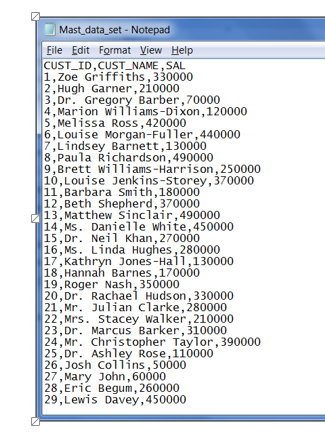 Mast_data_set - Notepad
File Edit Format View Help
CUST_ID,CUST_NAME,SAL
1,Zoe Griffiths,330000
2,Hugh Garner,210000
3,Dr. Gregory Barber,70000
4,Marion Williams-Dixon,120000
5,Melissa Ross,420000
6,Louise Morgan-Fuller,440000
7,Lindsey Barnett,130000
8,Paula Richardson,490000
9,Brett Williams-Harrison,250000
10,Louise Jenkins-Storey,370000
11,Barbara Smith,180000
12,Beth Shepherd,370000
13,Matthew Sinclair,490000
14,Ms. Danielle White,450000
15,Dr. Neil Khan,270000
16,Ms. Linda Hughes,280000
17,Kathryn Jones-Hall,130000
18,Hannah Barnes,170000
19,Roger Nash,350000
20,Dr. Rachael Hudson,330000
21,Mr. Julian Clarke,280000
22,Mrs. Stacey Walker,210000
23,Dr. Marcus Barker,310000
24,Mr. Christopher Taylor,390000
25,Dr. Ashley Rose,110000
26,Josh Collins,50000
27,Mary John,60000
28,Eric Begum,260000
29,Lewis Davey,450000